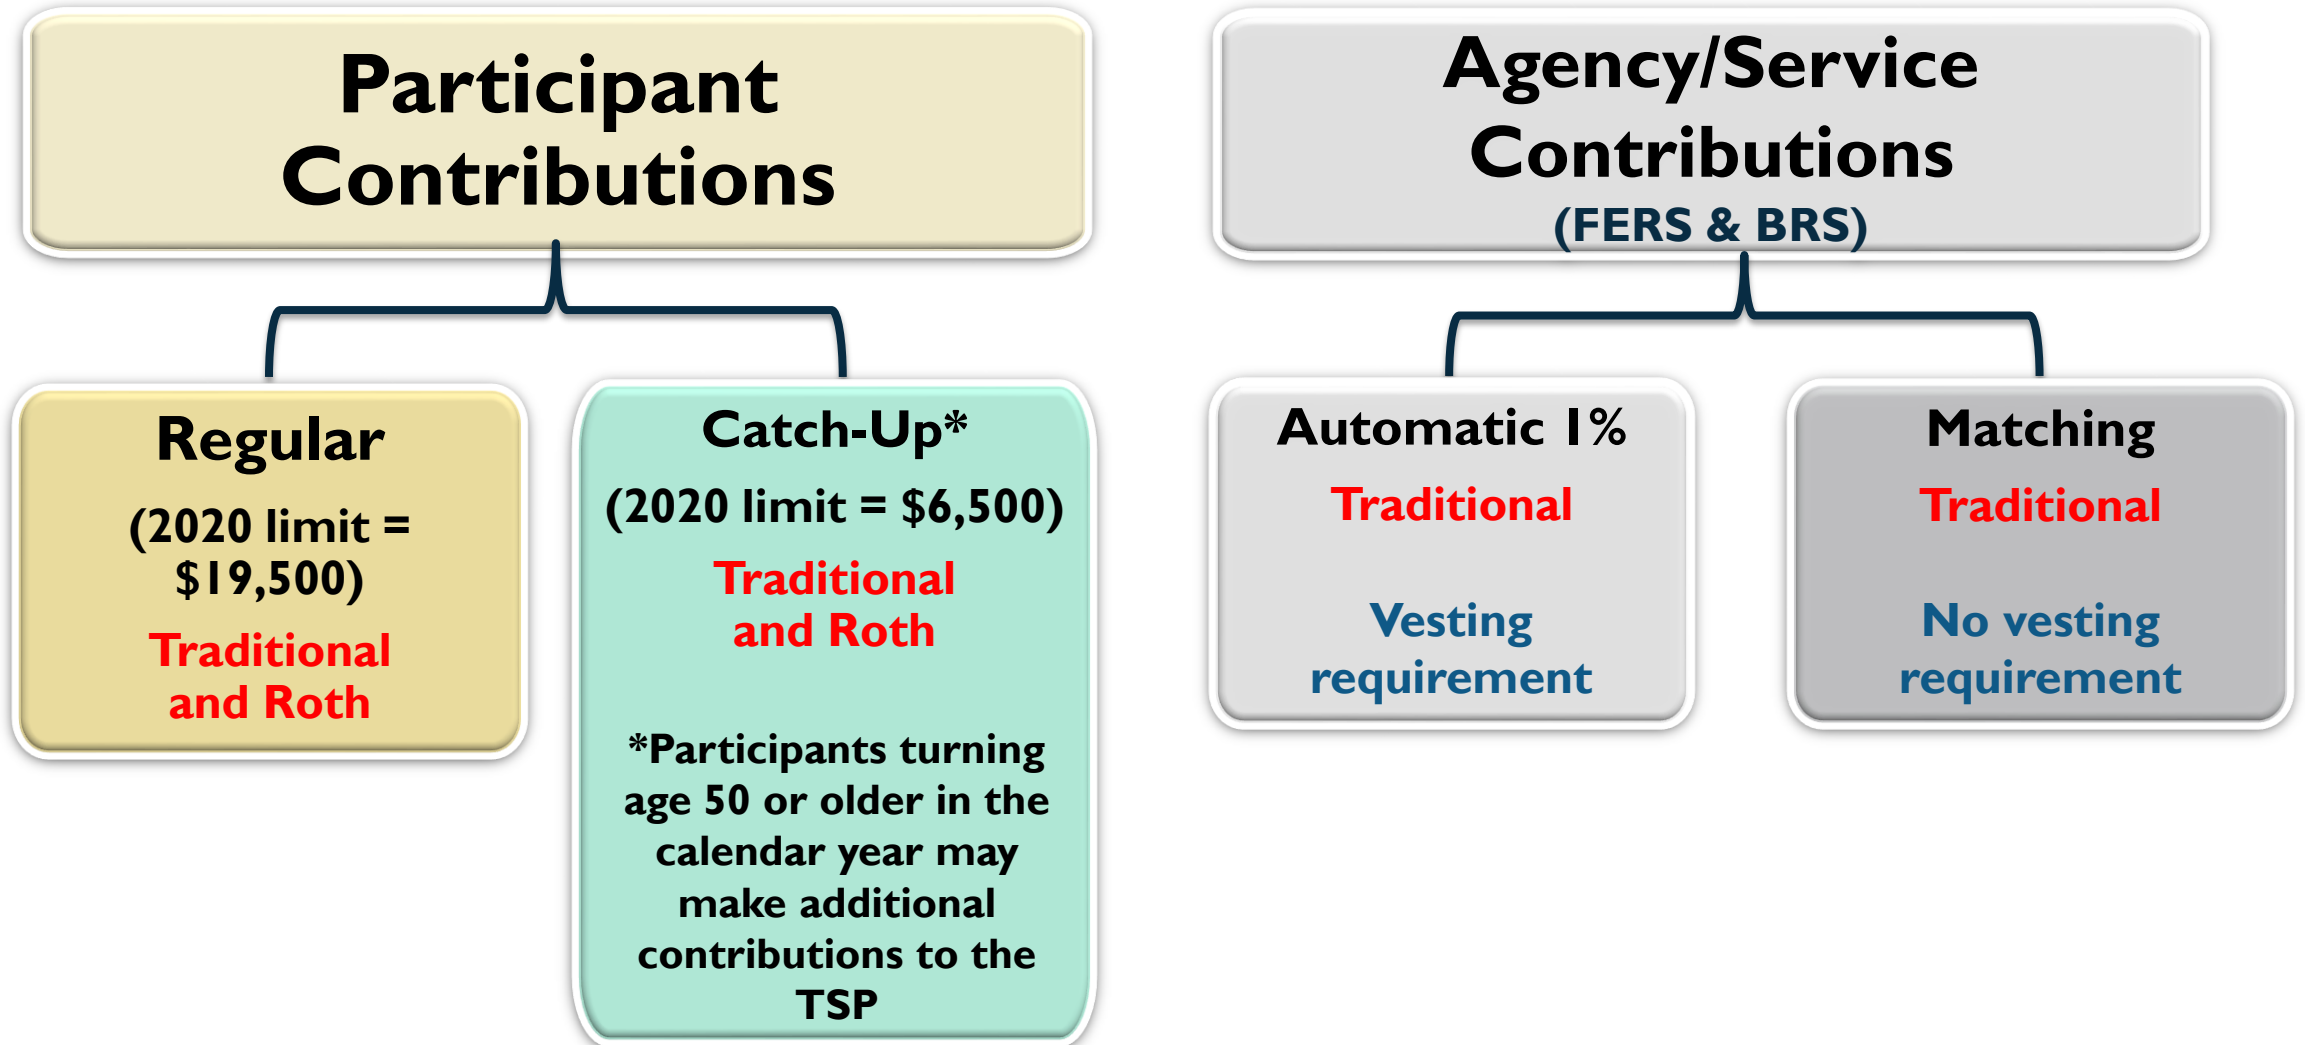 Participant
Contributions
Agency/Service
Contributions
(FERS & BRS)
Regular
(2020 limit =
$19,500)
Traditional
and Roth
Catch-Up*
(2020 limit = $6,500)
Traditional
and Roth
*Participants turning
age 50 or older in the
calendar year may
make additional
contributions to the
TSP
Automatic 1%
Traditional
Vesting
requirement
Matching
Traditional
No vesting
requirement